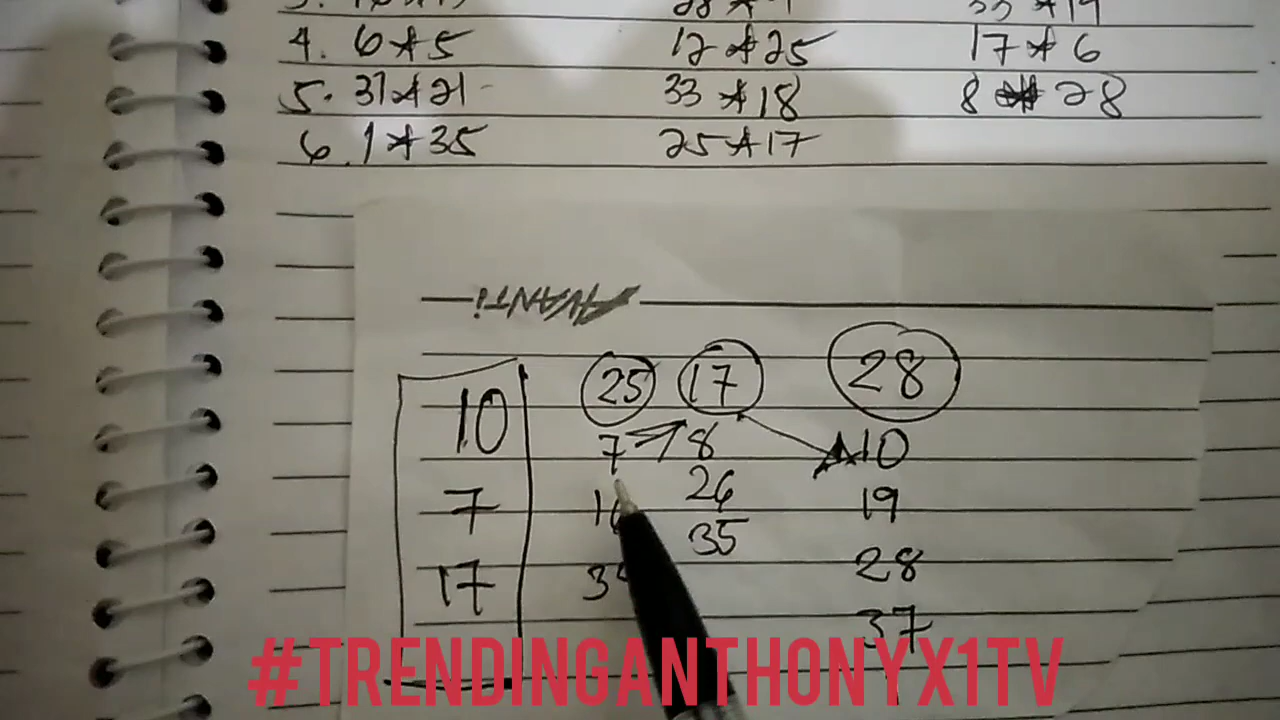 4. 6*5 12*25 17*6
5. 31*21 33*18 8 * 28
6. 1*35 25*17
AVANTI
10 25 17 28
7 8 10
7 26 19
35
17 28
37
#TRENDINGANTHONYX1TV